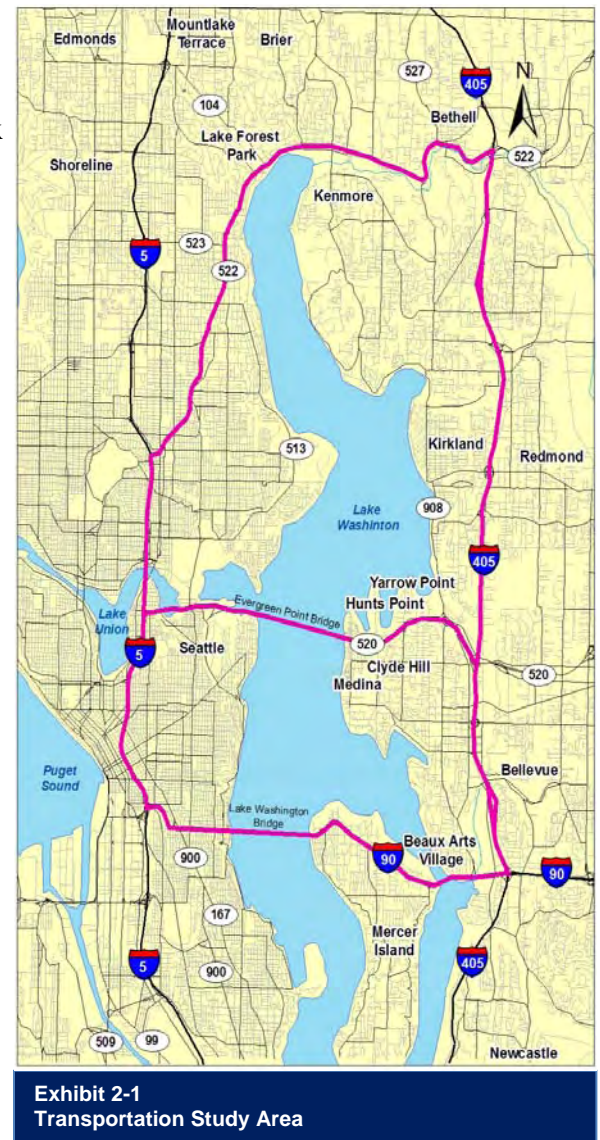 Mountlake
Terrace
Edmonds
Brier
527
405
N
104
Bethell
Lake Forest
Park
522
Shoreline
Kenmore
523
5
522
513
Kirkland
Redmond
Lake
Washinton
908
405
Yarrow Point
Hunts Point
Evergreen Point Bridge
Lake
Union
5
Seattle
520
Clyde Hill
520
Medina
Puget
Sound
Bellevue
Lake Washington
Bridge
Beaux Arts
Village
900
90
90
167
Mercer
Island
900
5
405
509
99
Newcastle
Exhibit 2-1
Transportation Study Area